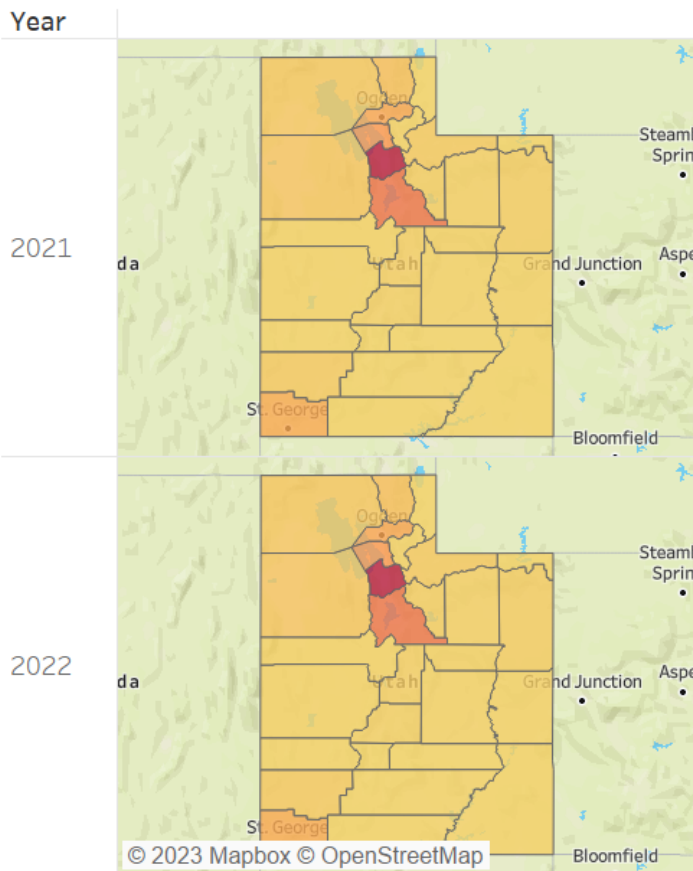 Year
2021
Ogden
Steamb
Sprin
da
Utah
Grand Junction
Aspe
St. George
Bloomfield
2022
Ogden
Steamb
Sprin
da
Utah
Grand Junction
Aspe
St. George
© 2023 Mapbox © OpenStreetMap
Bloomfield